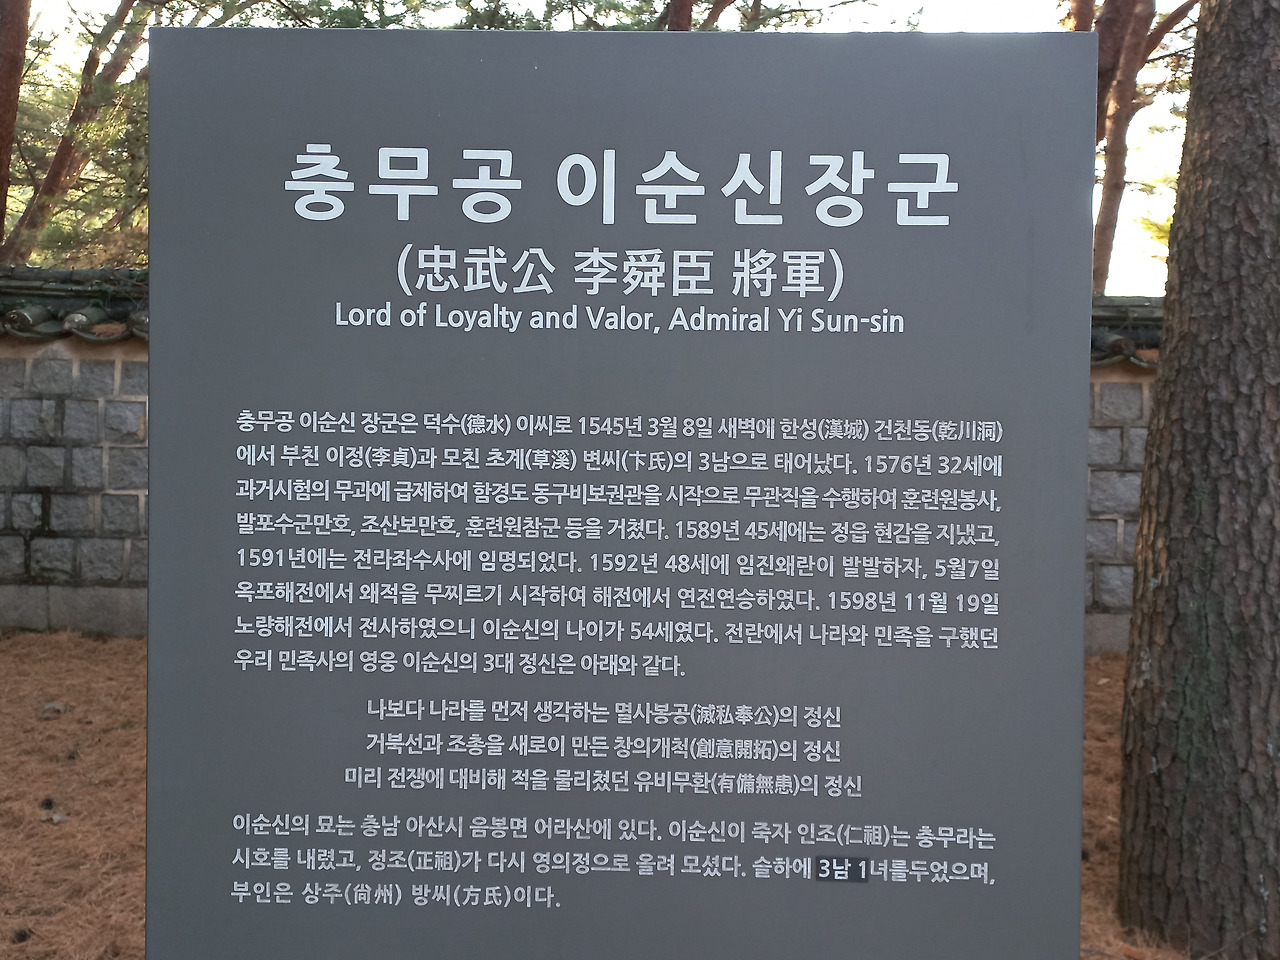 충무공 이순신장군
(忠武公 李舜臣 將軍)
Lord of Loyalty and Valor, Admiral Yi Sun-sin
충무공 이순신 장군은 덕수(德水) 이씨로 1545년 3월 8일 새벽에 한성(漢城) 건천동(乾川洞)
에서 부친 이정(李貞)과 모친 초계(草溪) 변씨(卞氏)의 3남으로 태어났다. 1576년 32세에
과거시험의 무과에 급제하여 함경도 동구비보권관을 시작으로 무관직을 수행하여 훈련원봉사,
발포수군만호, 조산보만호, 훈련원참군 등을 거쳤다. 1589년 45세에는 정읍 현감을 지냈고,
1591년에는 전라좌수사에 임명되었다. 1592년 48세에 임진왜란이 발발하자, 5월7일
옥포해전에서 왜적을 무찌르기 시작하여 해전에서 연전연승하였다. 1598년 11월 19일
노량해전에서 전사하였으니 이순신의 나이가 54세였다. 전란에서 나라와 민족을 구했던
우리 민족사의 영웅 이순신의 3대 정신은 아래와 같다.
나보다 나라를 먼저 생각하는 멸사봉공(滅私奉公)의 정신
거북선과 조총을 새로이 만든 창의개척(創意開拓)의 정신
미리 전쟁에 대비해 적을 물리쳤던 유비무환(有備無患)의 정신
이순신의 묘는 충남 아산시 음봉면 어라산에 있다. 이순신이 죽자 인조(仁祖)는 충무라는
시호를 내렸고, 정조(正祖)가 다시 영의정으로 올려 모셨다. 슬하에 3남 1녀를두었으며,
부인은 상주(尙州) 방씨(方氏)이다.